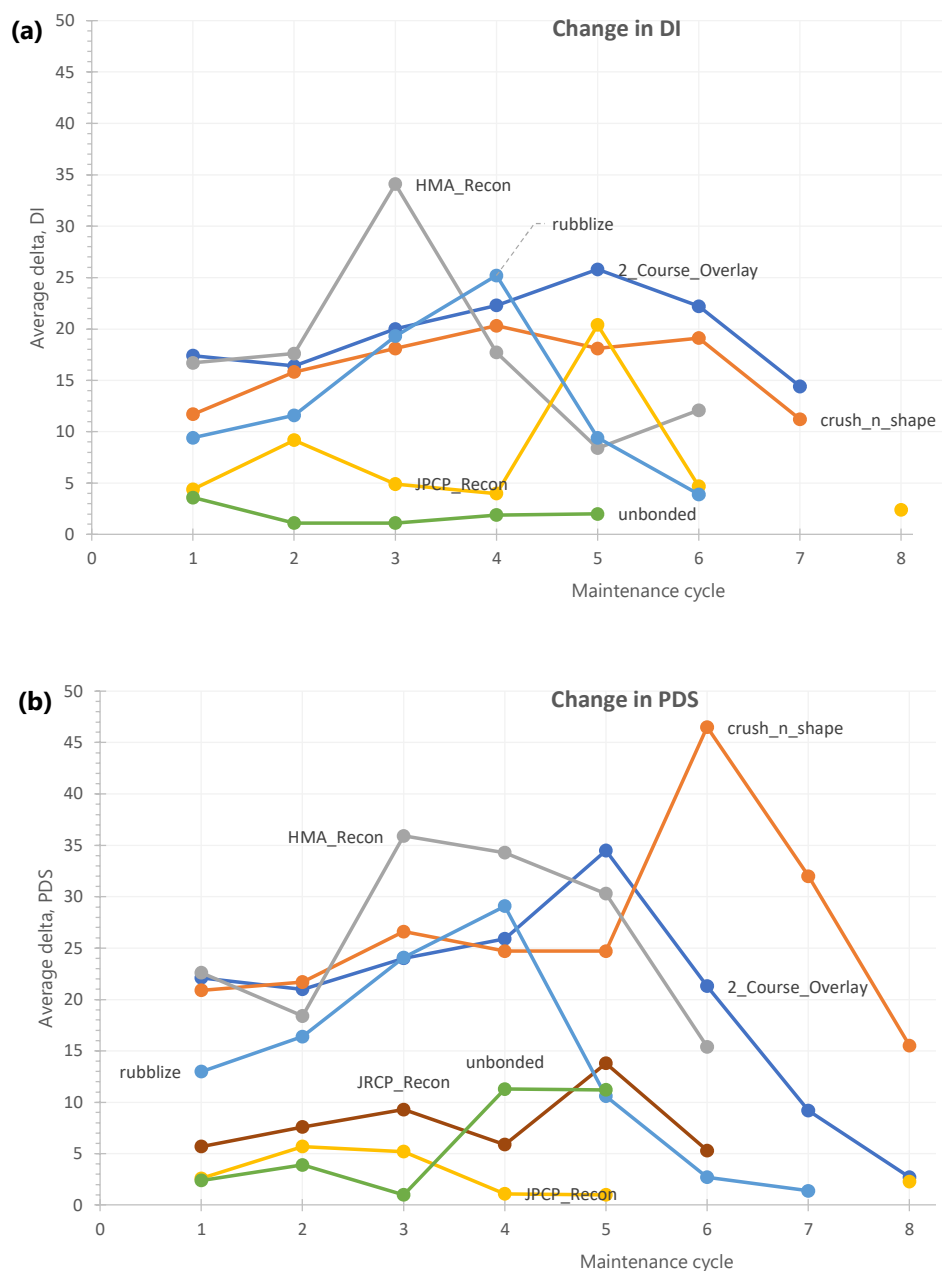 (a)
Change in DI
50
45
40
35
30
25
20
15
10
5
0
Average delta, DI
HMA_Recon
rubblize
2_Course_Overlay
crush_n_shape
JPCP_Recon
unbonded
0 1 2 3 4 5 6 7 8
Maintenance cycle
(b)
Change in PDS
50
45
40
35
30
25
20
15
10
5
0
Average delta, PDS
crush_n_shape
HMA_Recon
2_Course_Overlay
unbonded
rubblize
JRCP_Recon
JPCP_Recon
0 1 2 3 4 5 6 7 8
Maintenance cycle